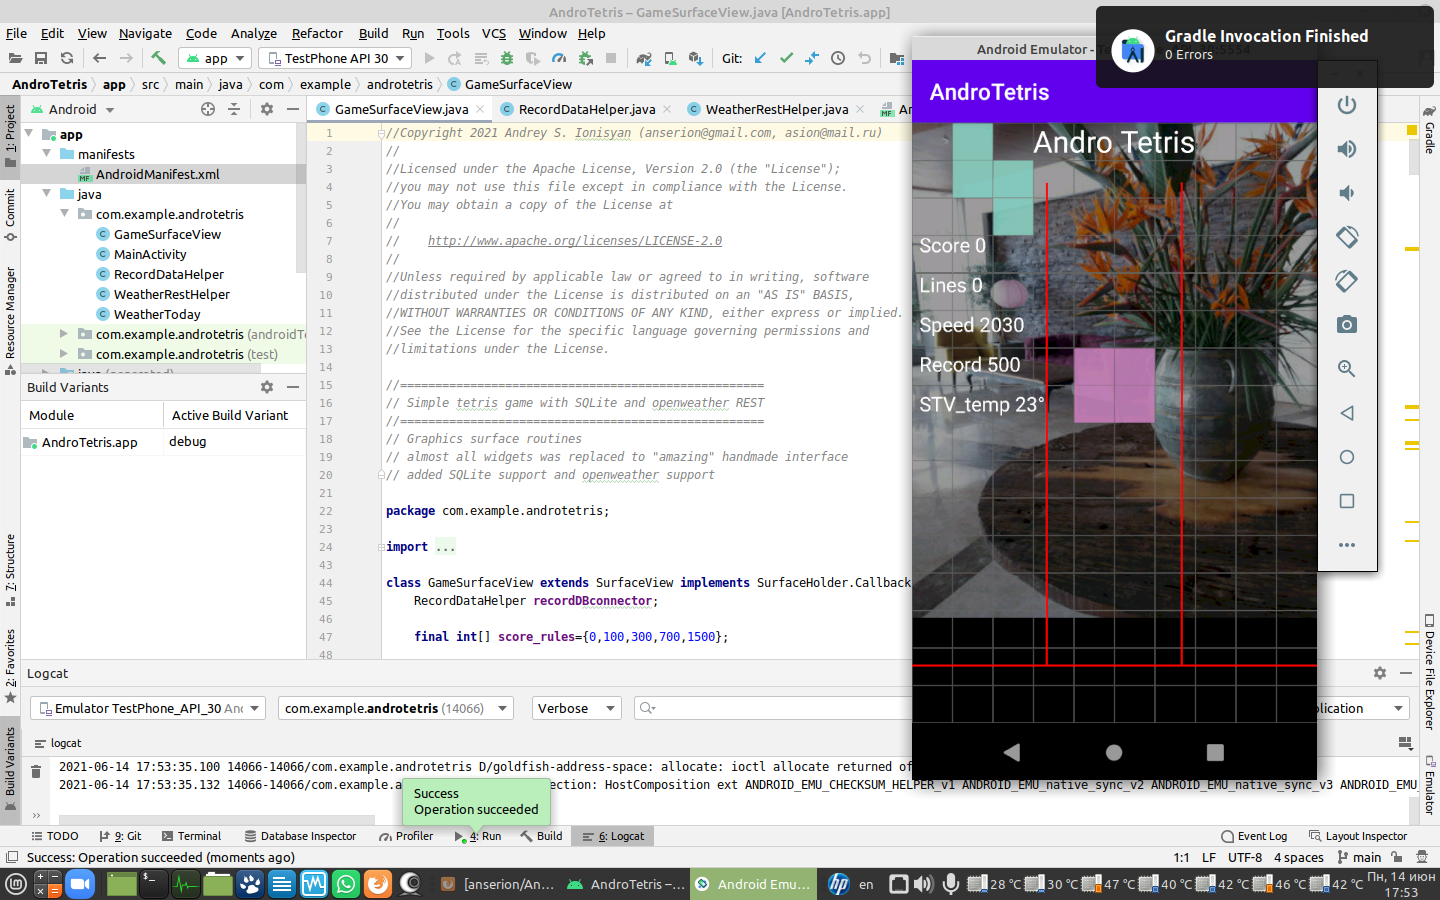 AndroTetris – GameSurfaceView.java [AndroTetris.app]
File Edit View Navigate Code Analyze Refactor Build Run Tools VCS Window Help
app
TestPhone API 30
Git:
AndroTetris
app
src
main
java
com
example
androtetris
GameSurfaceView
Android
GameSurfaceView.java
RecordDataHelper.java
WeatherRestHelper.java
1: Project
Commit
Resource Manager
7: Structure
2: Favorites
Build Variants
app
manifests
AndroidManifest.xml
java
com.example.androtetris
GameSurfaceView
MainActivity
RecordDataHelper
WeatherRestHelper
WeatherToday
com.example.androtetris
com.example.androtetris (test)
Build Variants
Module Active Build Variant
AndroTetris.app debug
1 //Copyright 2021 Andrey S. Ionisyan (anserion@gmail.com, asion@mail.ru)
2 //
3 //Licensed under the Apache License, Version 2.0 (the "License");
4 //you may not use this file except in compliance with the License.
5 //You may obtain a copy of the License at
6 //
7 // http://www.apache.org/licenses/LICENSE-2.0
8 //
9 //Unless required by applicable law or agreed to in writing, software
10 //distributed under the License is distributed on an "AS IS" BASIS,
11 //WITHOUT WARRANTIES OR CONDITIONS OF ANY KIND, either express or implied.
12 //See the License for the specific language governing permissions and
13 //limitations under the License.
14
15 //====================================================
16 // Simple tetris game with SQLite and openweather REST
17 //====================================================
18 // Graphics surface routines
19 // almost all widgets was replaced to "amazing" handmade interface
20 // added SQLite support and openweather support
21
22 package com.example.androtetris;
23
24 import ...
43
44 class GameSurfaceView extends SurfaceView implements SurfaceHolder.Callback
45 RecordDataHelper recordDBconnector;
46
47 final int[] score_rules={0,100,300,700,1500};
48
Android Emulator
Gradle Invocation Finished
0 Errors
AndroTetris
Andro Tetris
Score 0
Lines 0
Speed 2030
Record 500
STV_temp 23°
Gradle
Device File Explorer
Emulator
Logcat
Emulator TestPhone_API_30
com.example.androtetris (14066)
Verbose
logcat
2021-06-14 17:53:35.100 14066-14066/com.example.androtetris D/goldfish-address-space: allocate: ioctl allocate returned of
2021-06-14 17:53:35.132 14066-14066/com.example.a ection: HostComposition ext ANDROID_EMU_CHECKSUM_HELPER_v1 ANDROID_EMU_native_sync_v2 ANDROID_EMU_native_sync_v3 ANDROID_EMU_
Success
Operation succeeded
TODO 9: Git Terminal Database Inspector Profiler 4: Run Build 6: Logcat Event Log Layout Inspector
Success: Operation succeeded (moments ago)
1:1 LF UTF-8 4 spaces main
[anserion/An...
AndroTetris –...
Android Emu...
en
28 °C 30 °C 47 °C 40 °C 42 °C 46 °C 42 °C
Пн, 14 июн
17:53